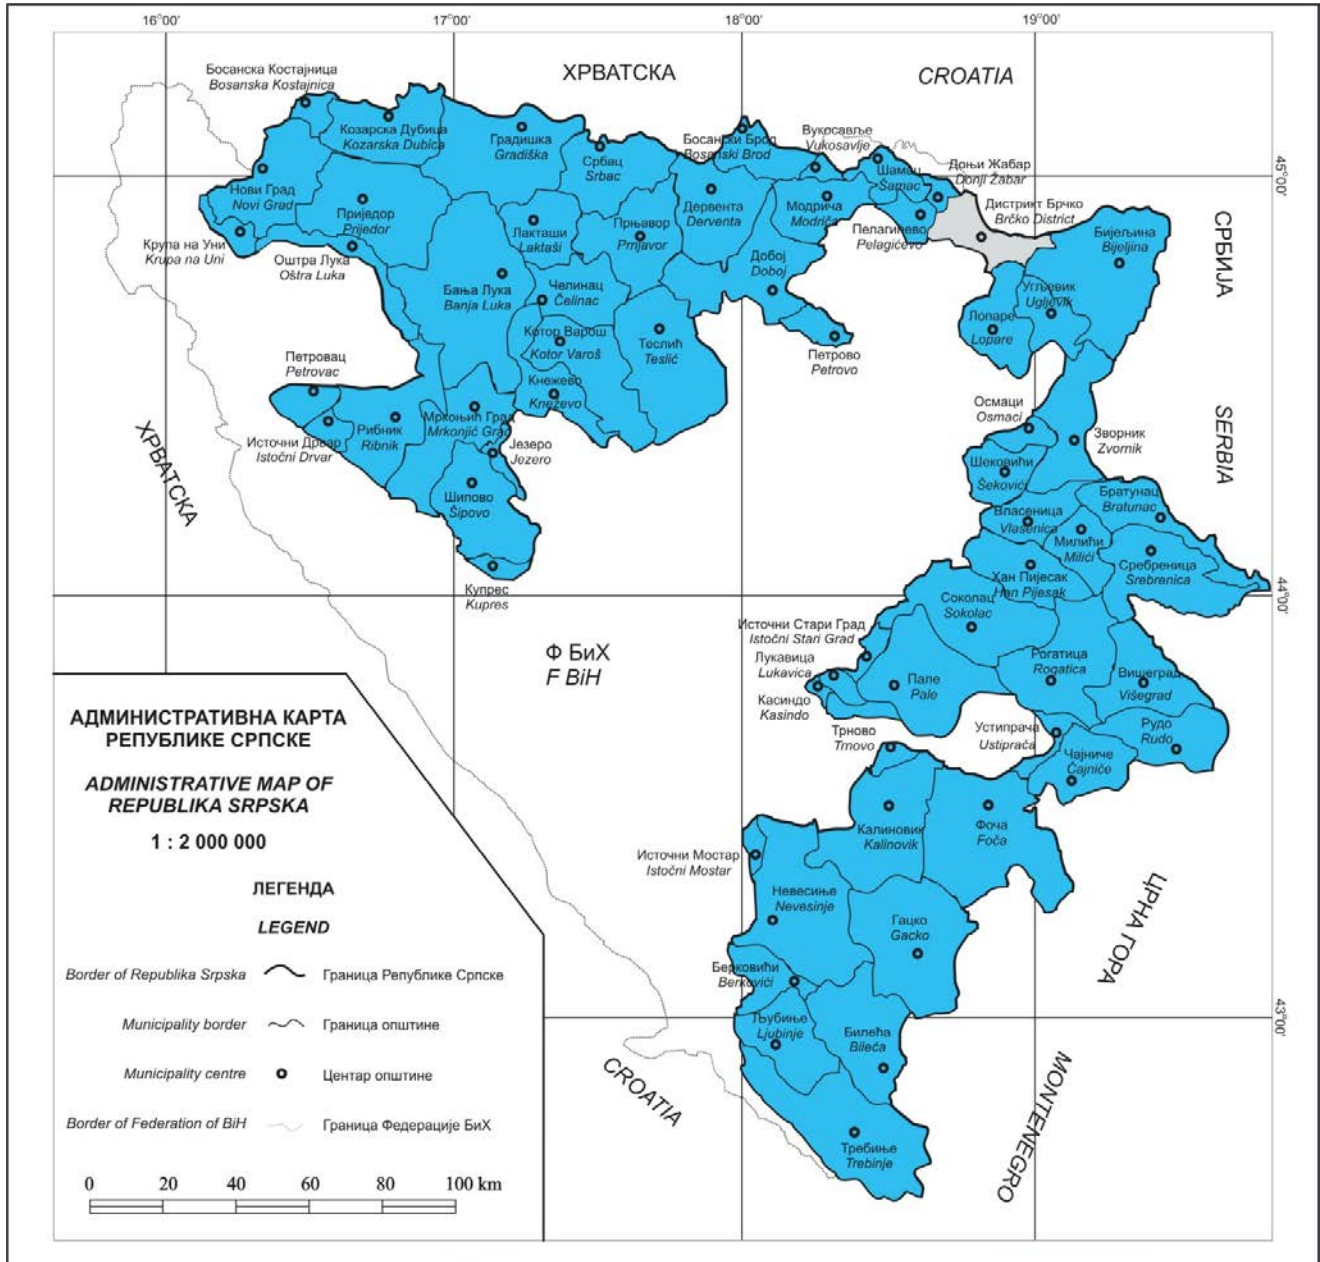 16°00'
17°00'
18°00'
19°00'
ХРВАТСКА
CROATIA
Босанска Костајница
Bosanska Kostajnica
Козарска Дубица
Kozarska Dubica
Градишка
Gradiška
Србац
Srbac
Босански Брод
Bosanski Brod
Вукосавље
Vukosavlje
Шамац
Šamac
Доњи Жабар
Donji Žabar
45°00'
Нови Град
Novi Grad
Приједор
Prijedor
Лакташи
Laktaši
Прњавор
Prnjavor
Дервента
Derventa
Модрича
Modriča
Пелагићево
Pelagićevo
Дистрикт Брчко
Brčko District
Бијељина
Bijeljina
СРБИЈА
Крупа на Уни
Krupa na Uni
Оштра Лука
Oštra Luka
Бања Лука
Banja Luka
Челинац
Čelinac
Добој
Doboj
Угљевик
Ugljevik
Лопаре
Lopare
Котор Варош
Kotor Varoš
Теслић
Teslić
Петрово
Petrovo
Петровац
Petrovac
Кнежево
Kneževo
Осмаци
Osmaci
Зворник
Zvornik
SERBIA
ХРВАТСКА
Источни Дрвар
Istočni Drvar
Рибник
Ribnik
Мркоњић Град
Mrkonjić Grad
Језеро
Jezero
Шипово
Šipovo
Купрес
Kupres
Шековићи
Šekovići
Власеница
Vlasenica
Братунац
Bratunac
Милићи
Milići
Сребреница
Srebrenica
Хан Пијесак
Han Pijesak
44°00'
Соколац
Sokolac
Источни Стари Град
Istočni Stari Grad
Лукавица
Lukavica
Касиндо
Kasindo
Пале
Pale
Рогатица
Rogatica
Вишеград
Višegrad
Ф БиХ
F BiH
Трново
Trnovo
Устипрача
Ustiprača
Рудо
Rudo
Чајниче
Čajniče
Калиновик
Kalinovik
Фоча
Foča
Источни Мостар
Istočni Mostar
Невесиње
Nevesinje
Гацко
Gacko
ЦРНА ГОРА
Берковићи
Berkovići
43°00'
Љубиње
Ljubinje
Билећа
Bileća
CROATIA
MONTENEGRO
Требиње
Trebinje
АДМИНИСТРАТИВНА КАРТА
РЕПУБЛИКЕ СРПСКЕ
ADMINISTRATIVE MAP OF
REPUBLIKA SRPSKA
1 : 2 000 000
ЛЕГЕНДА
LEGEND
Border of Republika Srpska Граница Републике Српске
Municipality border Граница општине
Municipality centre Центар општине
Border of Federation of BiH Граница Федерације БиХ
0 20 40 60 80 100 km